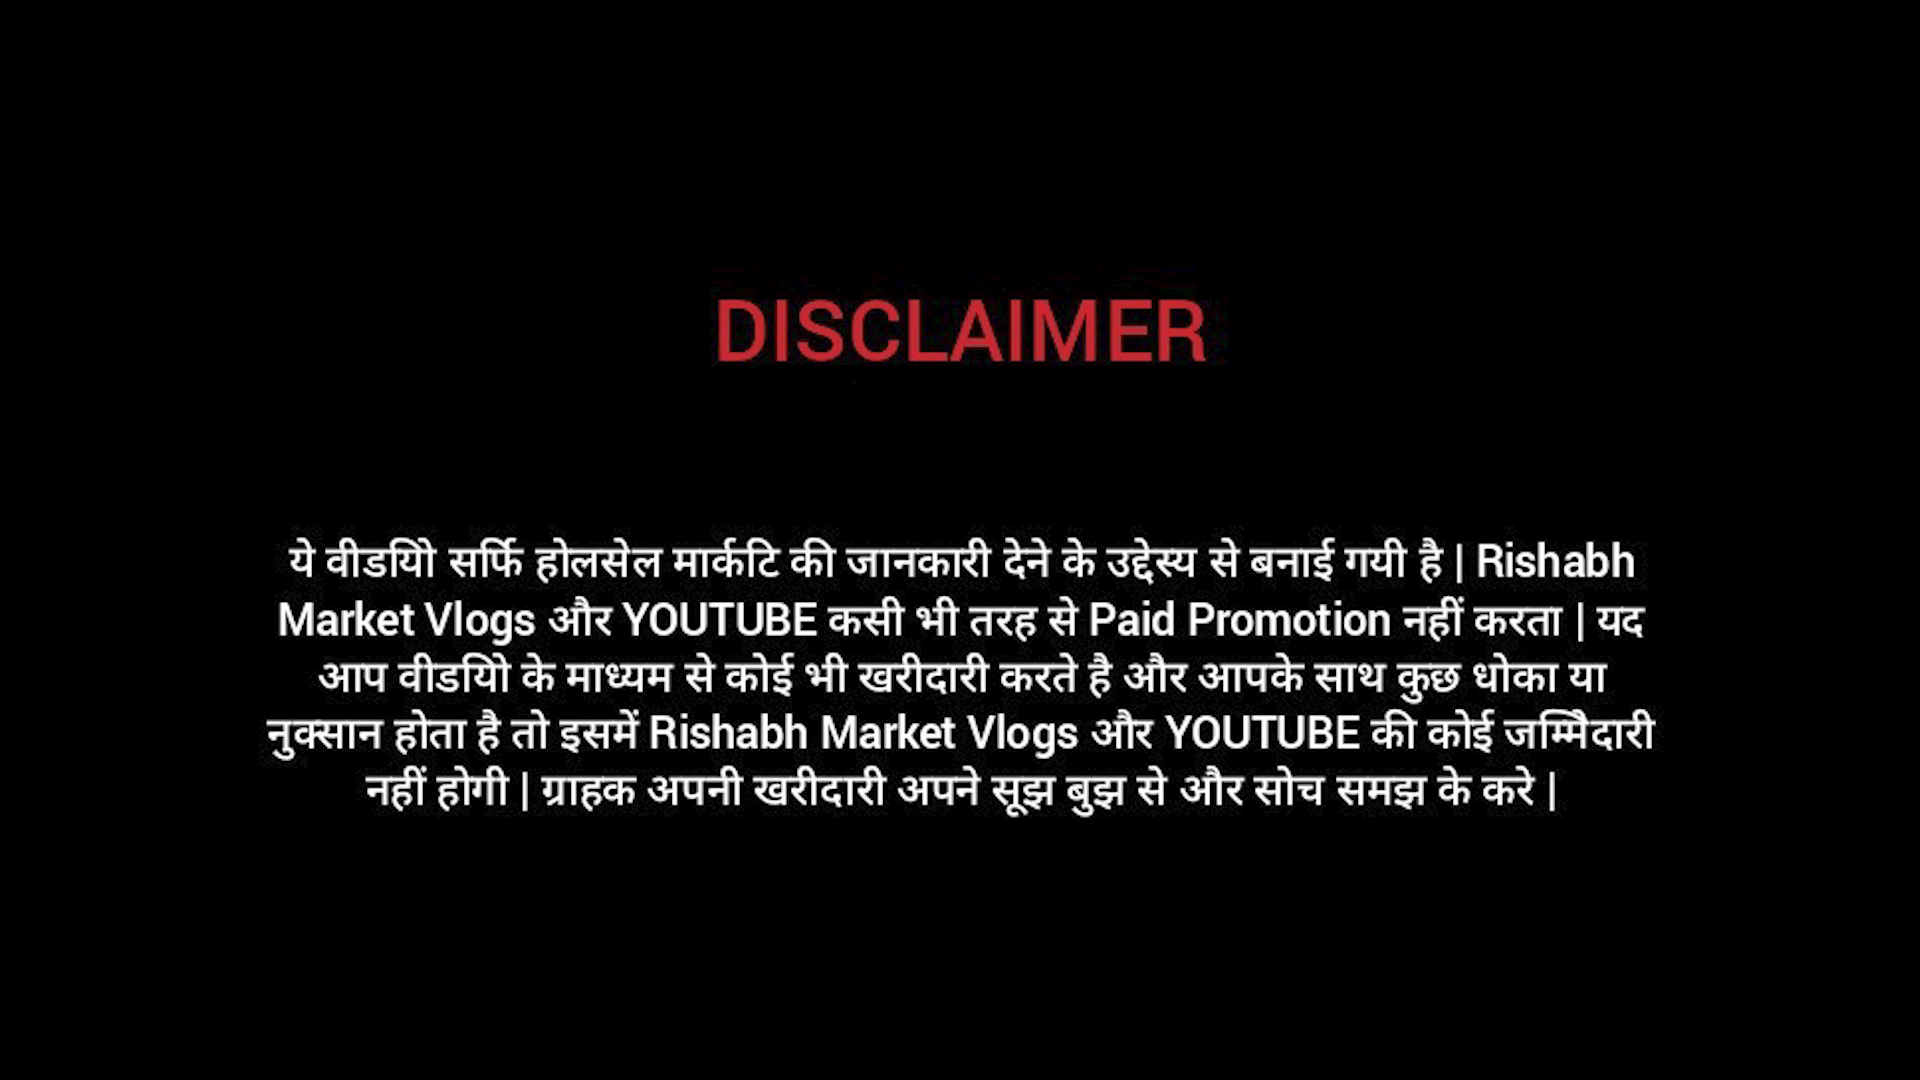 DISCLAIMER
ये वीडियो सिर्फ होलसेल मार्केट की जानकारी देने के उद्देस्य से बनाई गयी है | Rishabh
Market Vlogs और YOUTUBE कसी भी तरह से Paid Promotion नहीं करता | यद
आप वीडियो के माध्यम से कोई भी खरीदारी करते है और आपके साथ कुछ धोका या
नुक्सान होता है तो इसमें Rishabh Market Vlogs और YOUTUBE की कोई जिम्मेदारी
नहीं होगी | ग्राहक अपनी खरीदारी अपने सूझ बुझ से और सोच समझ के करे |